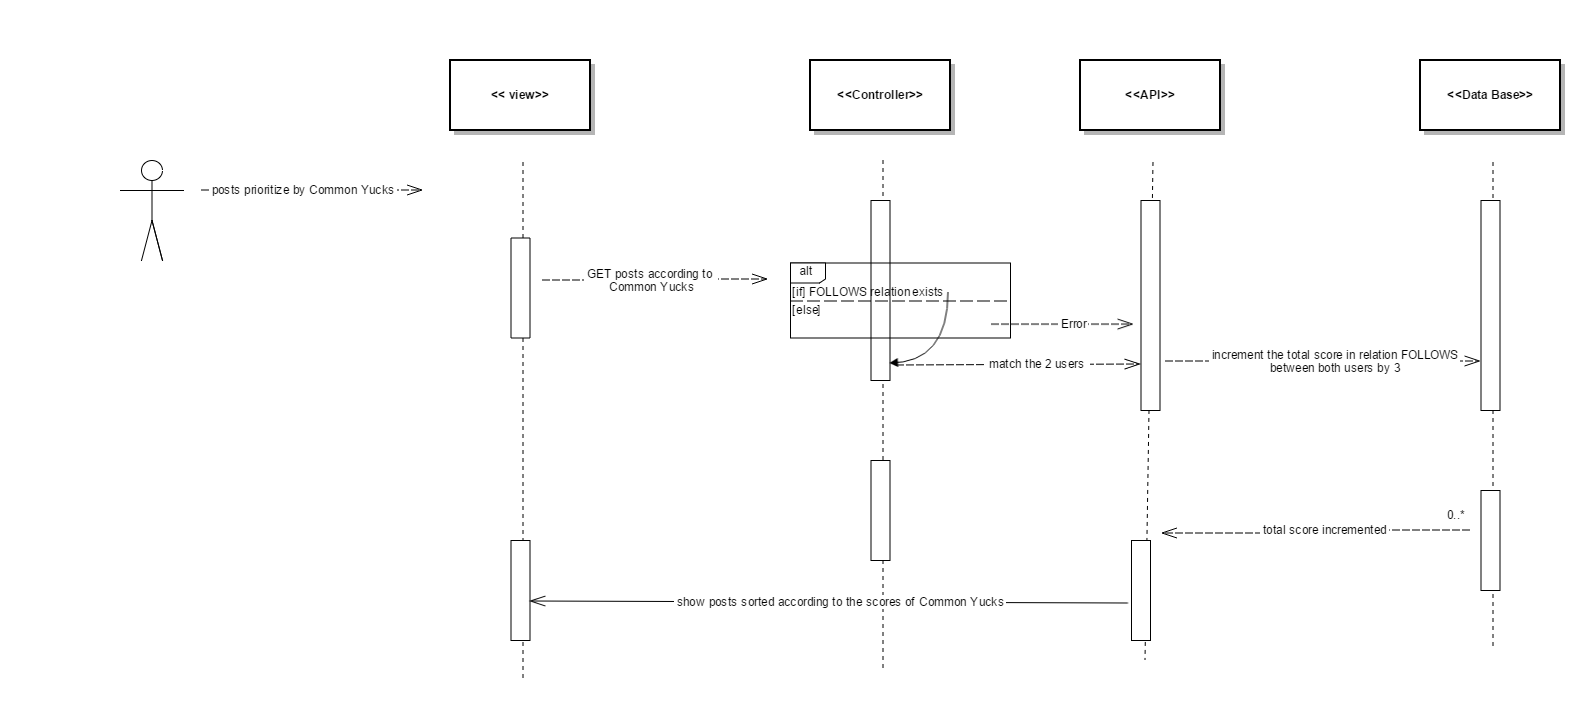 << view>>
<<Controller>>
<<API>>
<<Data Base>>
posts prioritize by Common Yucks
GET posts according to
Common Yucks
alt
[if] FOLLOWS relation exists
[else]
Error
match the 2 users
increment the total score in relation FOLLOWS
between both users by 3
0..*
total score incremented
show posts sorted according to the scores of Common Yucks